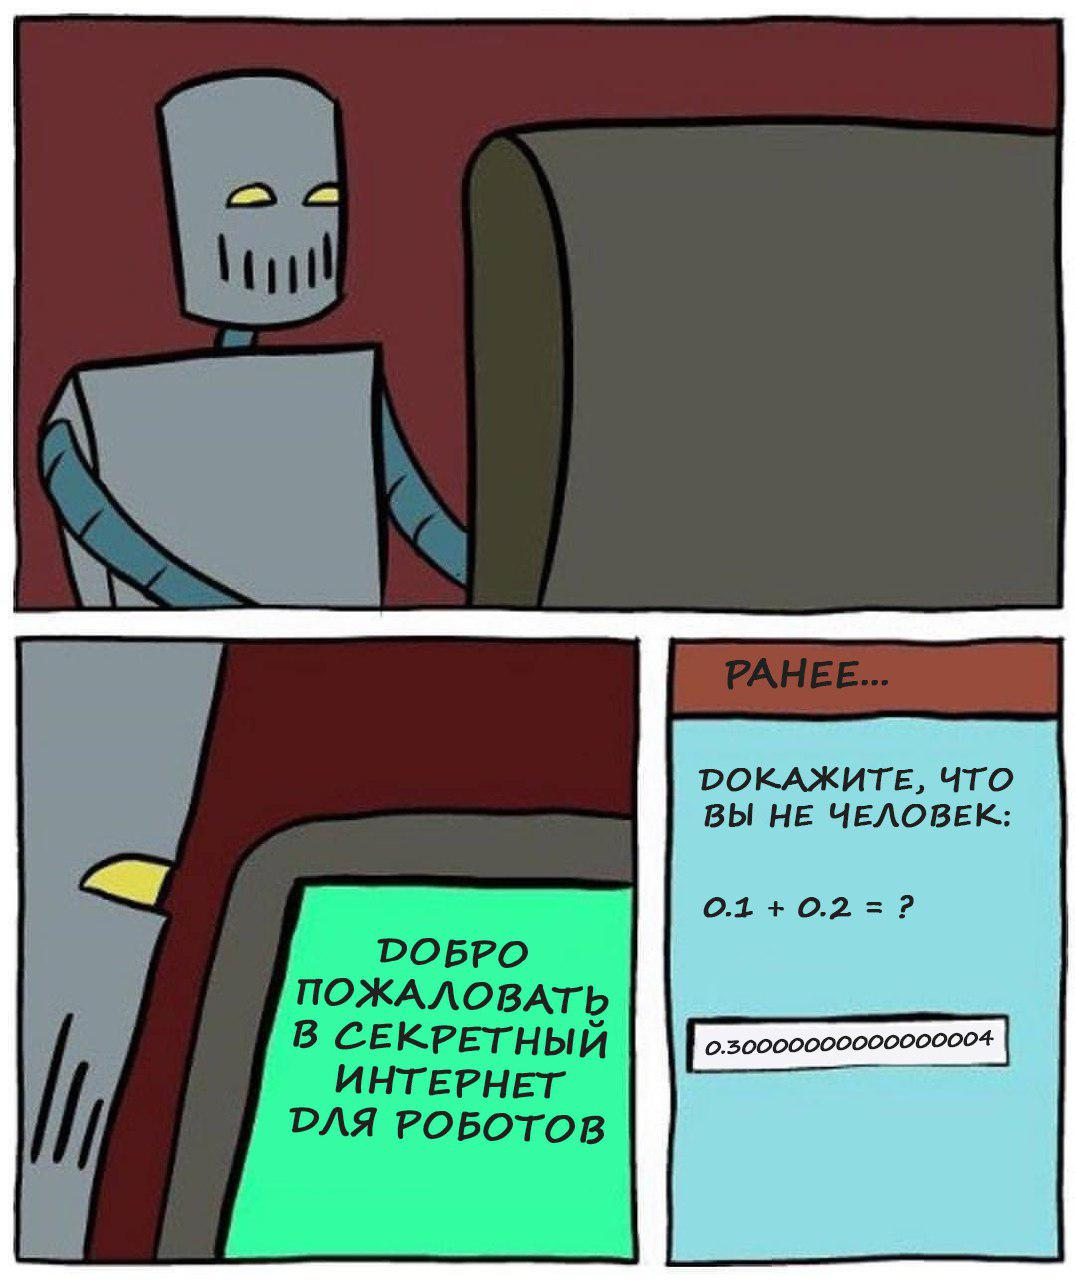 ДОБРО
ПОЖАЛОВАТЬ
В СЕКРЕТНЫЙ
ИНТЕРНЕТ
ДЛЯ РОБОТОВ
РАНЕЕ...
ДОКАЖИТЕ, ЧТО
ВЫ НЕ ЧЕЛОВЕК:
0.1 + 0.2 = ?
0.30000000000000004